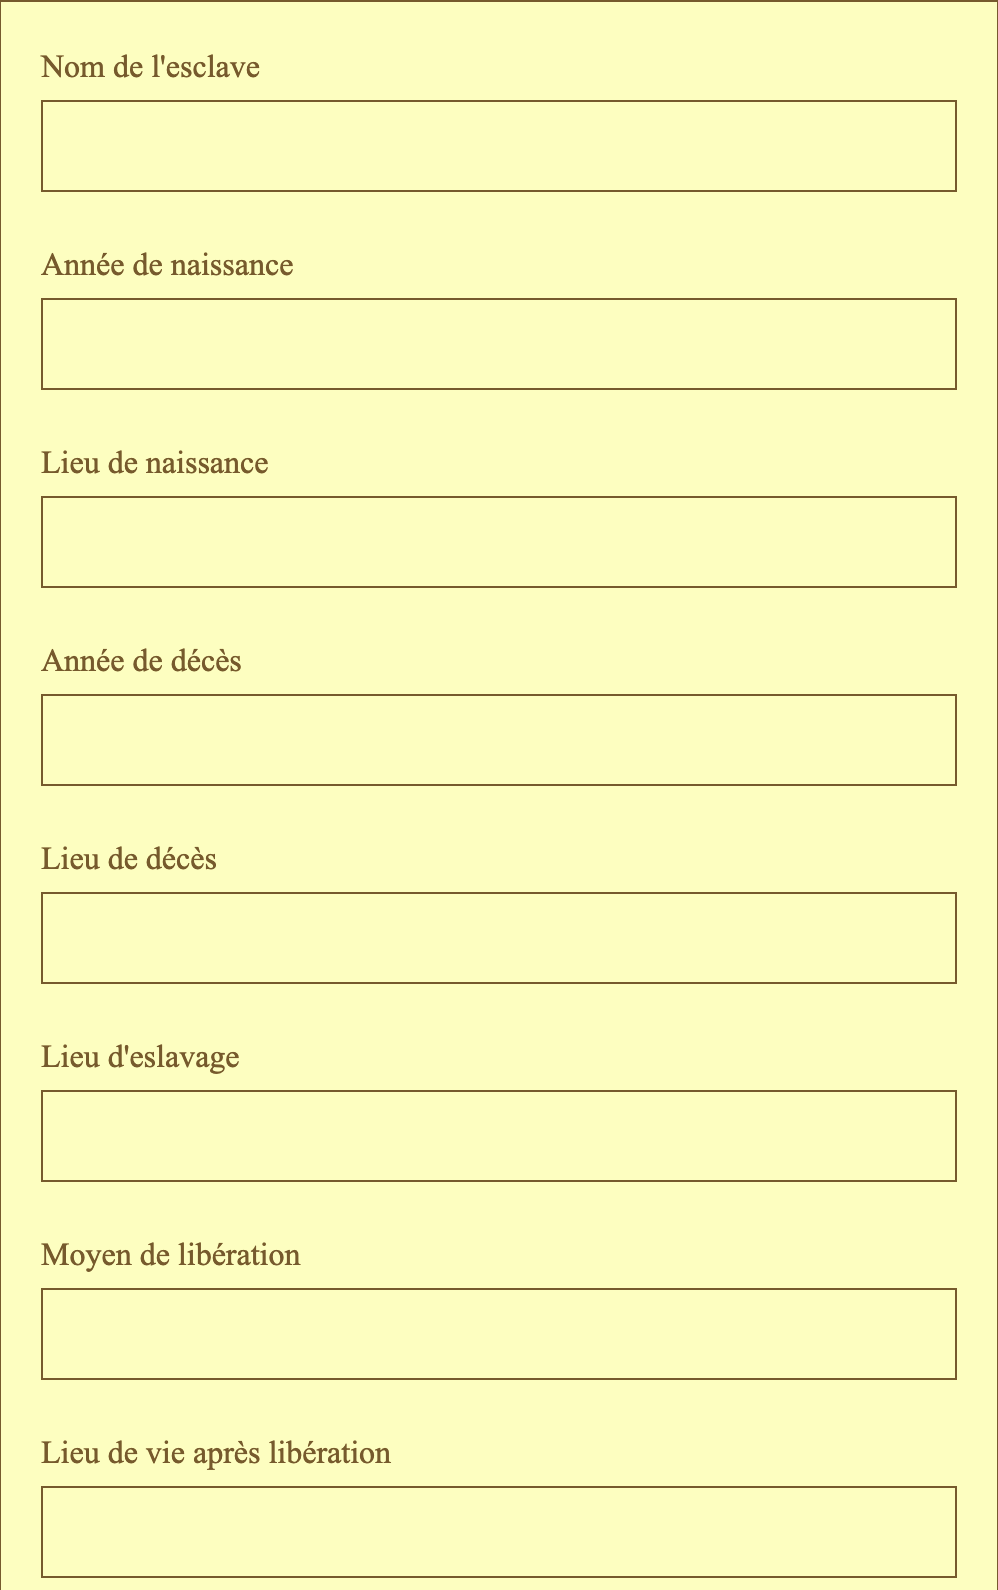 Nom de l'esclave
Année de naissance
Lieu de naissance
Année de décès
Lieu de décès
Lieu d'eslavage
Moyen de libération
Lieu de vie après libération